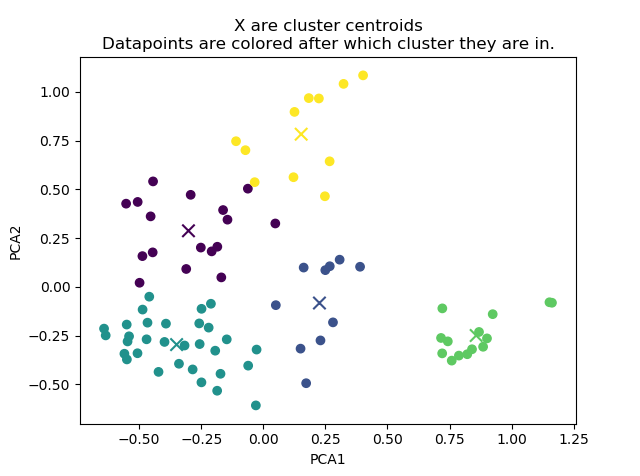 X are cluster centroids
Datapoints are colored after which cluster they are in.
1.00
0.75
0.50
0.25
0.00
−0.25
−0.50
PCA2
−0.50 −0.25 0.00 0.25 0.50 0.75 1.00 1.25
PCA1